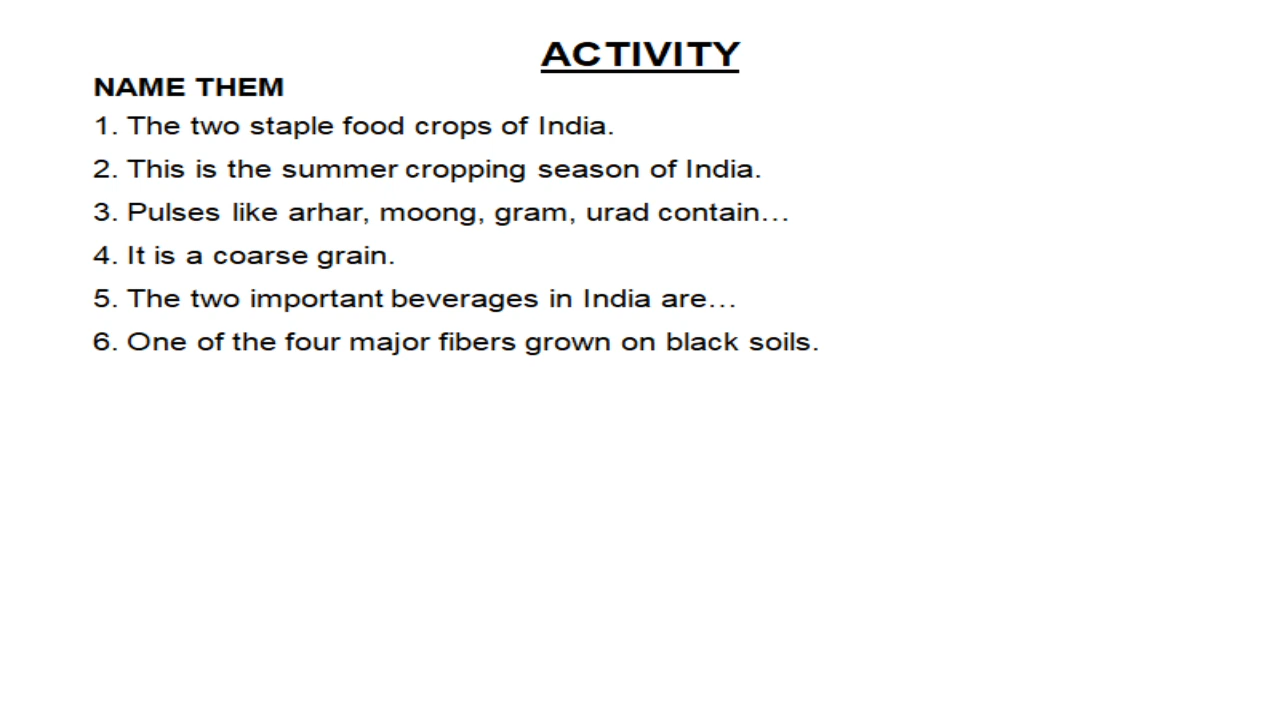 ACTIVITY
NAME THEM
1. The two staple food crops of India.
2. This is the summer cropping season of India.
3. Pulses like arhar, moong, gram, urad contain…
4. It is a coarse grain.
5. The two important beverages in India are…
6. One of the four major fibers grown on black soils.